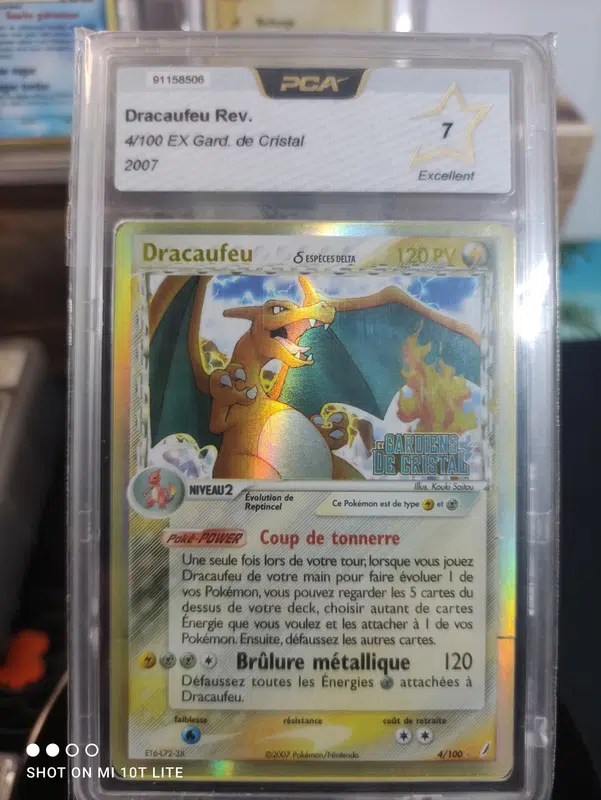 91158506
PCA
Dracaufeu Rev.
4/100 EX Gard. de Cristal
2007
7
Excellent
Dracaufeu
δ ESPÈCES DELTA
120 PV
EX
GARDIENS
DE CRISTAL
Illus. Kouki Saitou
NIVEAU 2
Évolution de
Reptincel
Ce Pokémon est de type et
Poké-POWER Coup de tonnerre
Une seule fois lors de votre tour, lorsque vous jouez
Dracaufeu de votre main pour faire évoluer 1 de
vos Pokémon, vous pouvez regarder les 5 cartes du
dessus de votre deck, choisir autant de cartes
Énergie que vous voulez et les attacher à 1 de vos
Pokémon. Ensuite, défaussez les autres cartes.
Brûlure métallique 120
Défaussez toutes les Énergies attachées à
Dracaufeu.
faiblesse résistance coût de retraite
©2007 Pokémon/Nintendo
4/100
SHOT ON MI 10T LITE